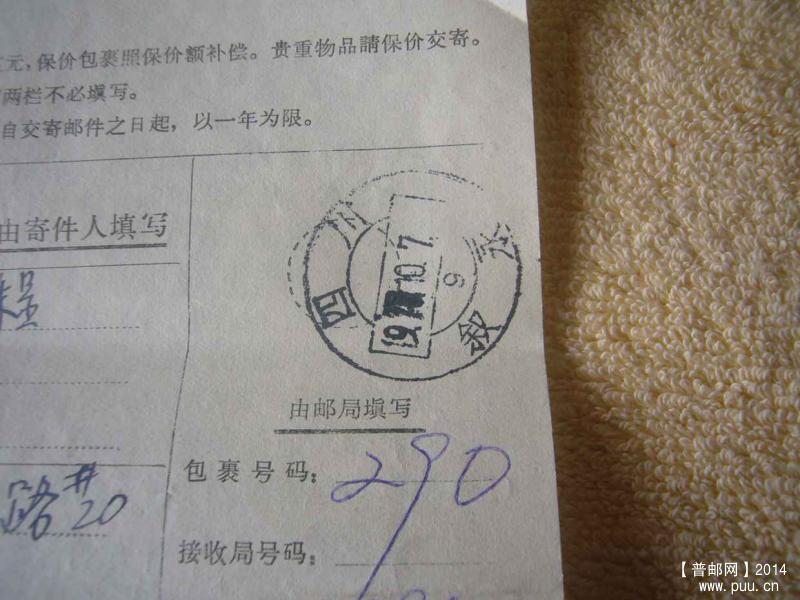 元，保价包裹照保价额补偿。贵重物品請保价交寄。
两栏不必填写。
自交寄邮件之日起，以一年为限。
由寄件人填写
四川
叙永
10.7
9
由邮局填写
包裹号码：290
接收局号码：
路#20
【普邮网】2014
www.puu.cn